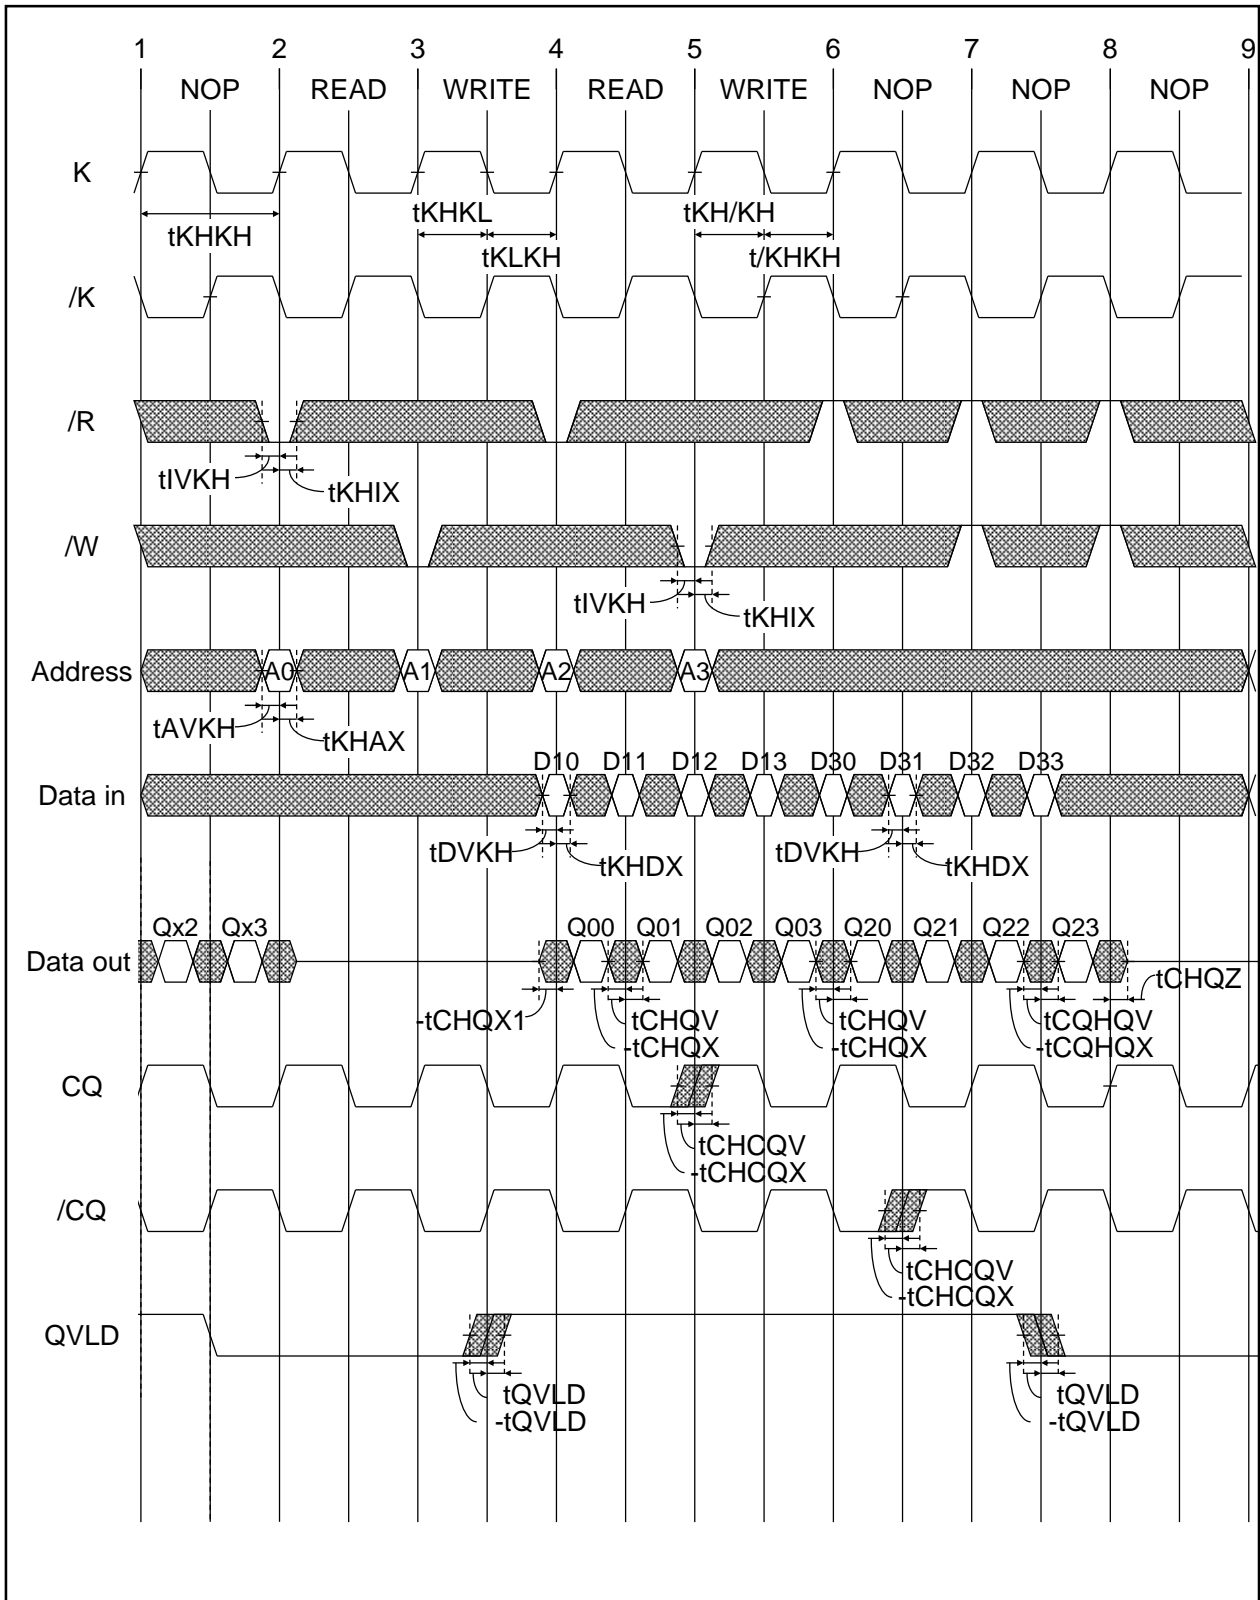 1 2 3 4 5 6 7 8 9
NOP READ WRITE READ WRITE NOP NOP NOP
K
tKHKH tKHKL tKLKH tKH/KH t/KHKH
/K
/R
tIVKH tKHIX
/W
tIVKH tKHIX
Address A0 A1 A2 A3
tAVKH tKHAX
D10 D11 D12 D13 D30 D31 D32 D33
Data in
tDVKH tKHDX tDVKH tKHDX
Qx2 Qx3 Q00 Q01 Q02 Q03 Q20 Q21 Q22 Q23
Data out
tCHQZ
-tCHQX1 tCHQV tCHQV tCQHQV
-tCHQX -tCHQX -tCQHQX
CQ
tCHCQV
-tCHCQX
/CQ
tCHCQV
-tCHCQX
QVLD
tQVLD tQVLD
-tQVLD -tQVLD